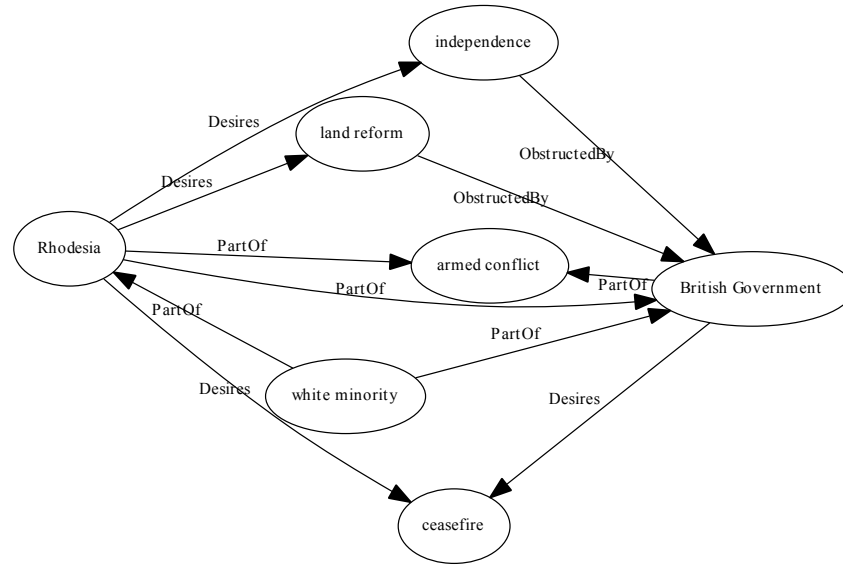 independence
Desires
land reform
ObstructedBy
Desires
ObstructedBy
Rhodesia
PartOf
armed conflict
PartOf
PartOf
British Government
PartOf
PartOf
Desires
white minority
Desires
ceasefire